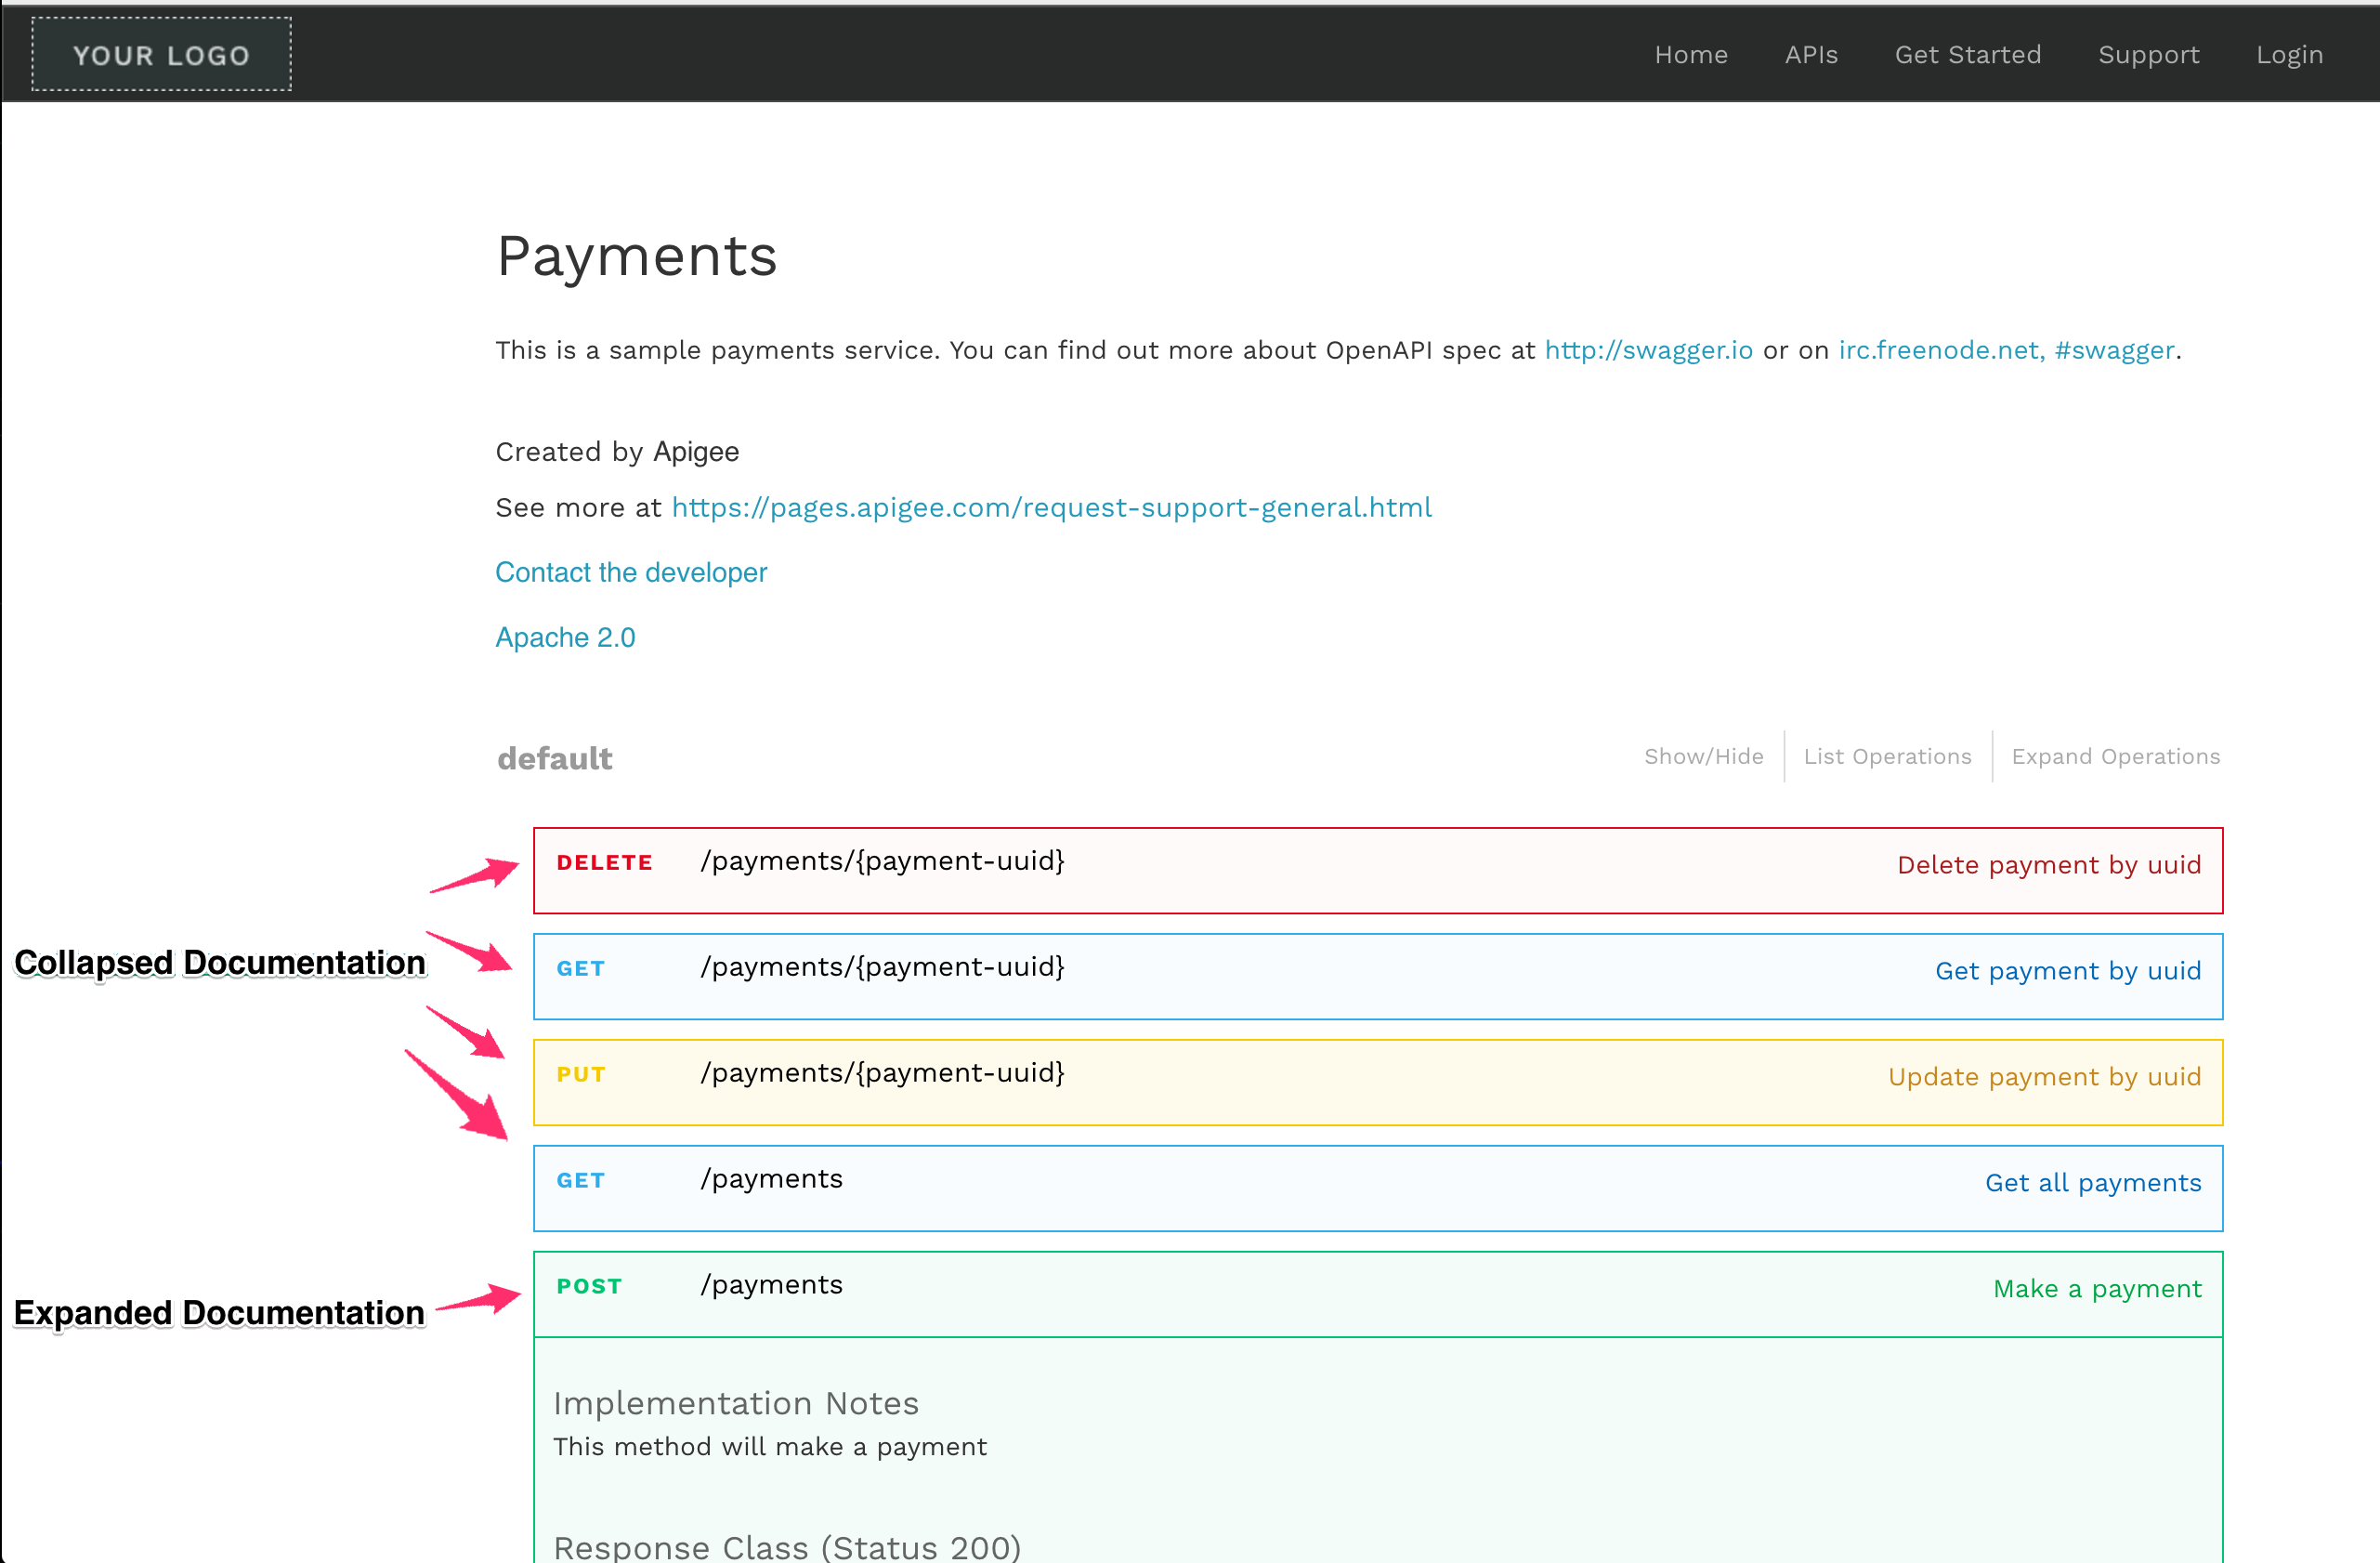 YOUR LOGO
Home APIs Get Started Support Login
Payments
This is a sample payments service. You can find out more about OpenAPI spec at http://swagger.io or on irc.freenode.net, #swagger.
Created by Apigee
See more at https://pages.apigee.com/request-support-general.html
Contact the developer
Apache 2.0
default Show/Hide List Operations Expand Operations
DELETE /payments/{payment-uuid} Delete payment by uuid
Collapsed Documentation
GET /payments/{payment-uuid} Get payment by uuid
PUT /payments/{payment-uuid} Update payment by uuid
GET /payments Get all payments
POST /payments Make a payment
Expanded Documentation
Implementation Notes
This method will make a payment
Response Class (Status 200)